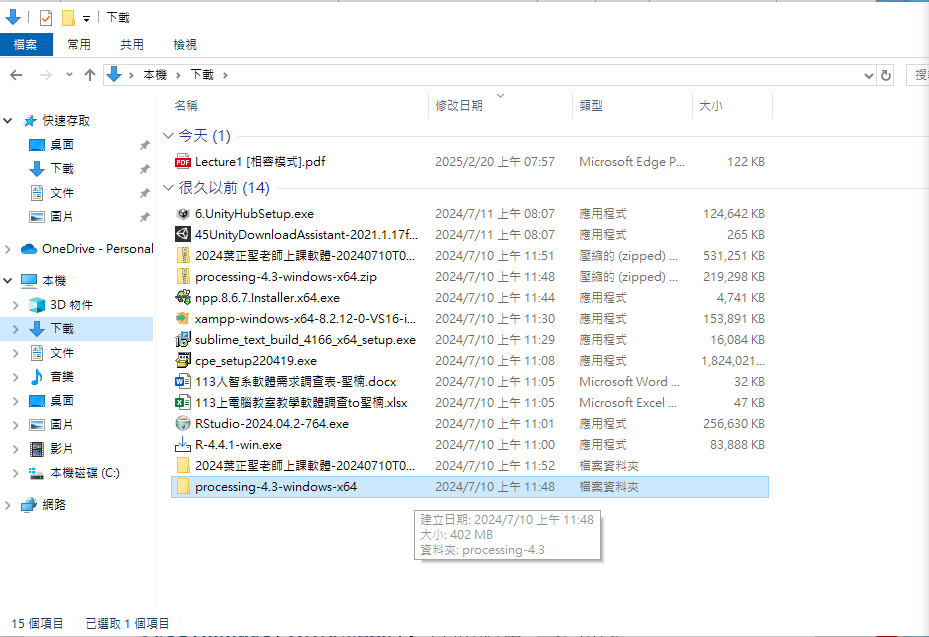 下載
檔案 常用 共用 檢視
本機 下載
名稱 修改日期 類型 大小
快速存取
桌面
下載
文件
圖片
OneDrive - Personal
本機
3D 物件
下載
文件
音樂
桌面
圖片
影片
本機磁碟 (C:)
網路
今天 (1)
Lecture1 [相容模式].pdf 2025/2/20 上午 07:57 Microsoft Edge P... 122 KB
很久以前 (14)
6.UnityHubSetup.exe 2024/7/11 上午 08:07 應用程式 124,642 KB
45UnityDownloadAssistant-2021.1.17f... 2024/7/11 上午 08:07 應用程式 265 KB
2024葉正聖老師上課軟體-20240710T0... 2024/7/10 上午 11:51 壓縮的 (zipped) ... 531,251 KB
processing-4.3-windows-x64.zip 2024/7/10 上午 11:48 壓縮的 (zipped) ... 219,298 KB
npp.8.6.7.Installer.x64.exe 2024/7/10 上午 11:44 應用程式 4,741 KB
xampp-windows-x64-8.2.12-0-VS16-i... 2024/7/10 上午 11:30 應用程式 153,891 KB
sublime_text_build_4166_x64_setup.exe 2024/7/10 上午 11:29 應用程式 16,084 KB
cpe_setup220419.exe 2024/7/10 上午 11:08 應用程式 1,824,021...
113人智系軟體需求調查表-聖楠.docx 2024/7/10 上午 11:05 Microsoft Word ... 32 KB
113上電腦教室教學軟體調查to聖楠.xlsx 2024/7/10 上午 11:05 Microsoft Excel ... 47 KB
RStudio-2024.04.2-764.exe 2024/7/10 上午 11:01 應用程式 256,630 KB
R-4.4.1-win.exe 2024/7/10 上午 11:00 應用程式 83,888 KB
2024葉正聖老師上課軟體-20240710T0... 2024/7/10 上午 11:52 檔案資料夾
processing-4.3-windows-x64 2024/7/10 上午 11:48 檔案資料夾
建立日期: 2024/7/10 上午 11:48
大小: 402 MB
資料夾: processing-4.3
15 個項目 已選取 1 個項目